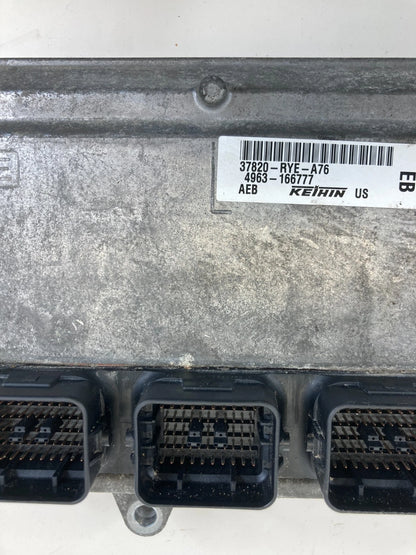 37820-RYE-A76
4963-166777
AEB KEIHIN US
EB